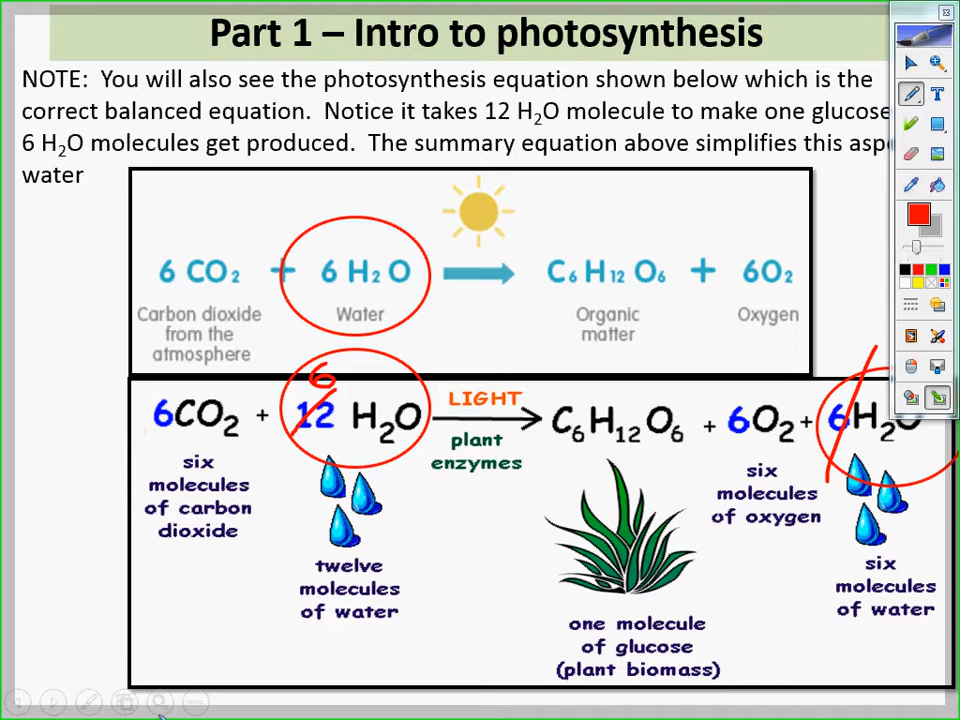 Part 1 – Intro to photosynthesis
NOTE: You will also see the photosynthesis equation shown below which is the
correct balanced equation. Notice it takes 12 H₂O molecule to make one glucose
6 H₂O molecules get produced. The summary equation above simplifies this
water
6 CO₂ + 6 H₂ O C₆ H₁₂ O₆ + 6O₂
Carbon dioxide from the atmosphere Water Organic matter Oxygen
6
6CO₂ + 12 H₂O LIGHT C₆H₁₂O₆ + 6O₂ + 6H₂O
plant
enzymes
six
molecules
of carbon
dioxide
twelve
molecules
of water
one molecule
of glucose
(plant biomass)
six
molecules
of oxygen
six
molecules
of water
T